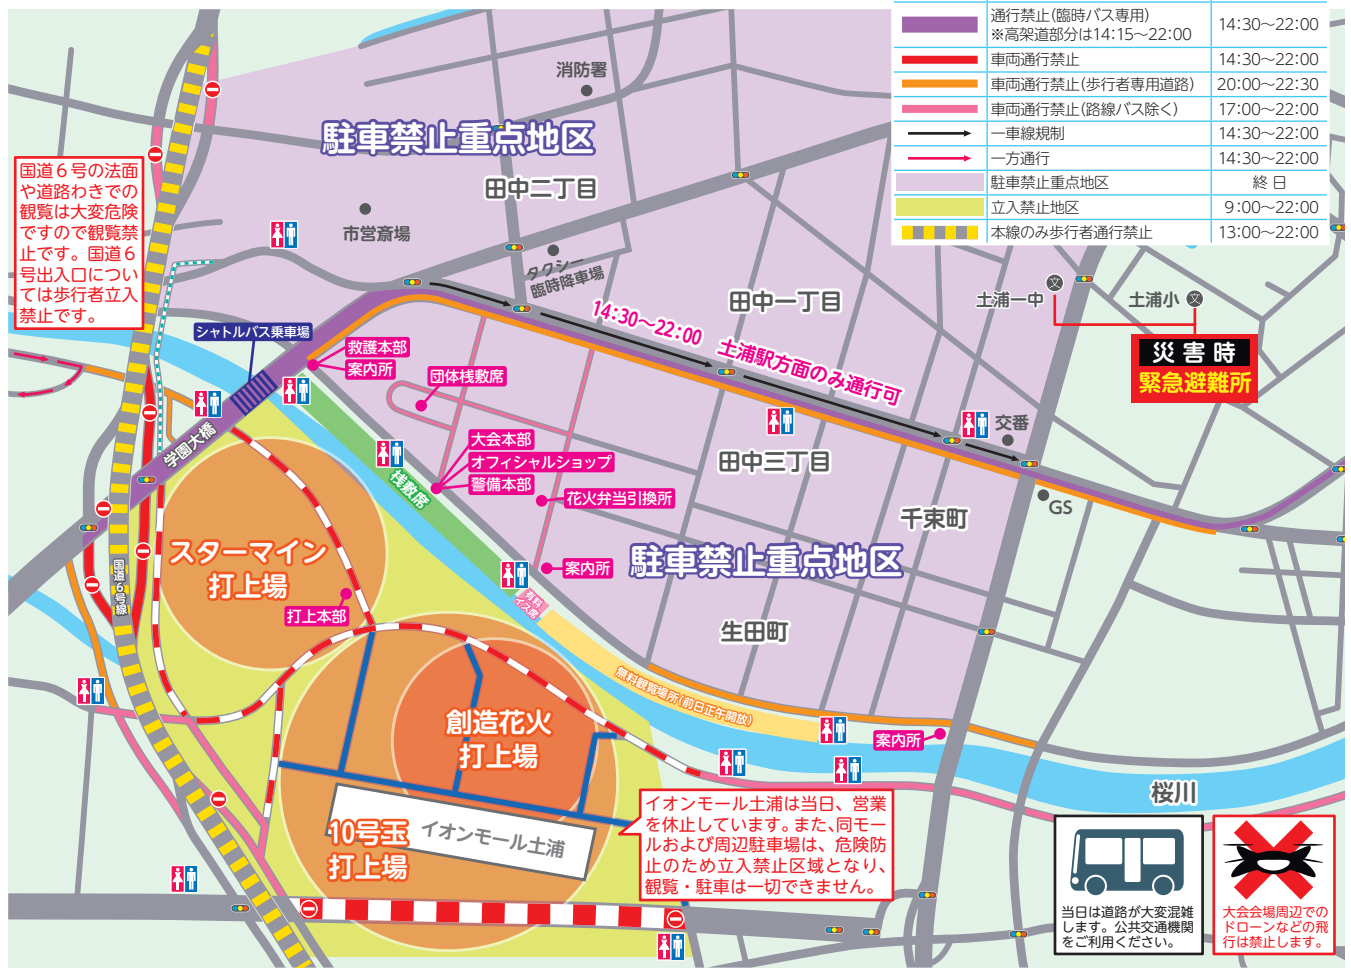 通行禁止(臨時バス専用)
※高架道部分は14:15〜22:00
14:30〜22:00
車両通行禁止
14:30〜22:00
車両通行禁止(歩行者専用道路)
20:00〜22:30
車両通行禁止(路線バス除く)
17:00〜22:00
一車線規制
14:30〜22:00
一方通行
14:30〜22:00
駐車禁止重点地区
終 日
立入禁止地区
9:00〜22:00
本線のみ歩行者通行禁止
13:00〜22:00
消防署
駐車禁止重点地区
田中二丁目
国道6号の法面
や道路わきでの
観覧は大変危険
ですので観覧禁
止です。国道6
号出入口につい
ては歩行者立入
禁止です。
市営斎場
タクシー
臨時降車場
田中一丁目
土浦一中
文
土浦小
文
災害時
緊急避難所
14:30〜22:00 土浦駅方面のみ通行可
シャトルバス乗車場
救護本部
案内所
団体桟敷席
学園大橋
大会本部
オフィシャルショップ
警備本部
桟敷席
花火弁当引換所
田中三丁目
交番
GS
千束町
スターマイン
打上場
国道6号線
案内所
駐車禁止重点地区
打上本部
有料
イス席
生田町
無料観覧場所(前日正午開放)
創造花火
打上場
案内所
桜川
10号玉
打上場
イオンモール土浦
イオンモール土浦は当日、営業
を休止しています。また、同モー
ルおよび周辺駐車場は、危険防
止のため立入禁止区域となり、
観覧・駐車は一切できません。
当日は道路が大変混雑
します。公共交通機関
をご利用ください。
大会会場周辺での
ドローンなどの飛
行は禁止します。